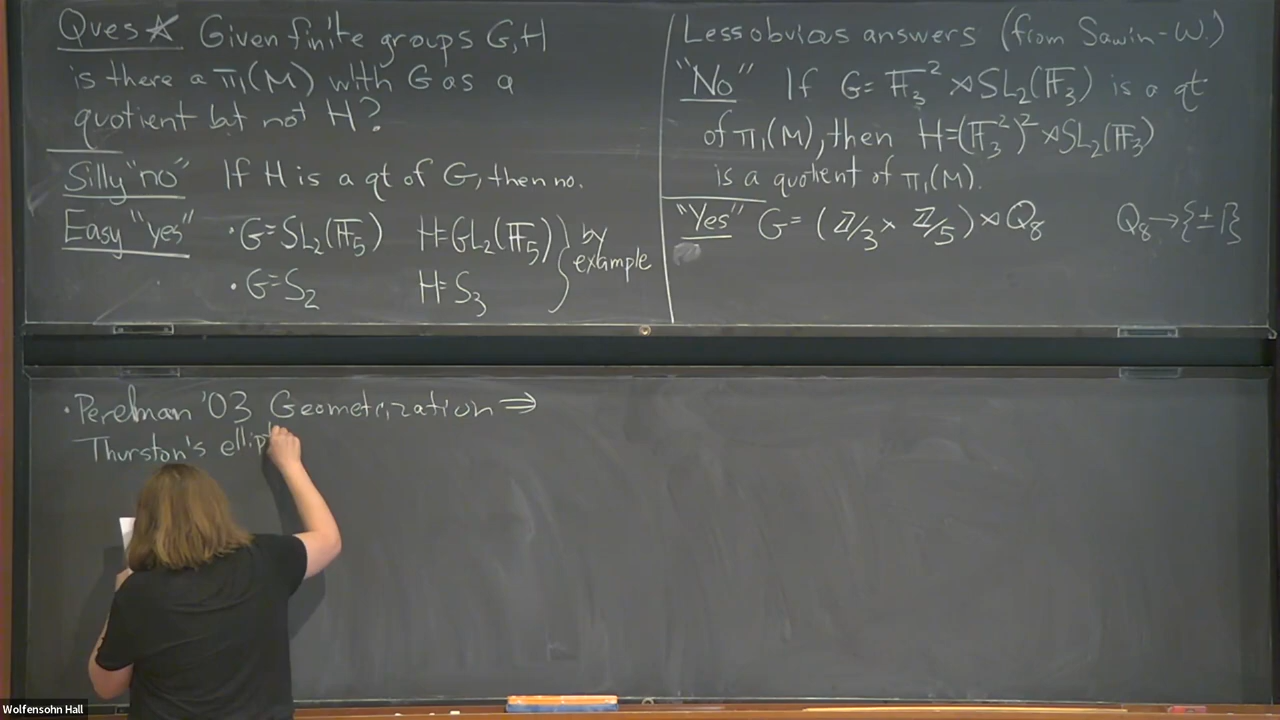 Ques ☆ Given finite groups G, H
is there a π₁(M) with G as a
quotient but not H?
Silly "no" If H is a qt of G, then no.
Easy "yes" · G=SL₂(𝔽₅) H=GL₂(𝔽₅) } by example
· G=S₂ H=S₃
Less obvious answers (from Sawin-W.)
"No" If G= 𝔽₃² ⋊ SL₂(𝔽₃) is a qt
of π₁(M), then H=(𝔽₃²)² ⋊ SL₂(𝔽₃)
is a quotient of π₁(M).
"Yes" G= (ℤ/3 × ℤ/5) ⋊ Q₈ Q₈→{±1}
· Perelman '03 Geometrization ⇒
Thurston's ellip
Wolfensohn Hall